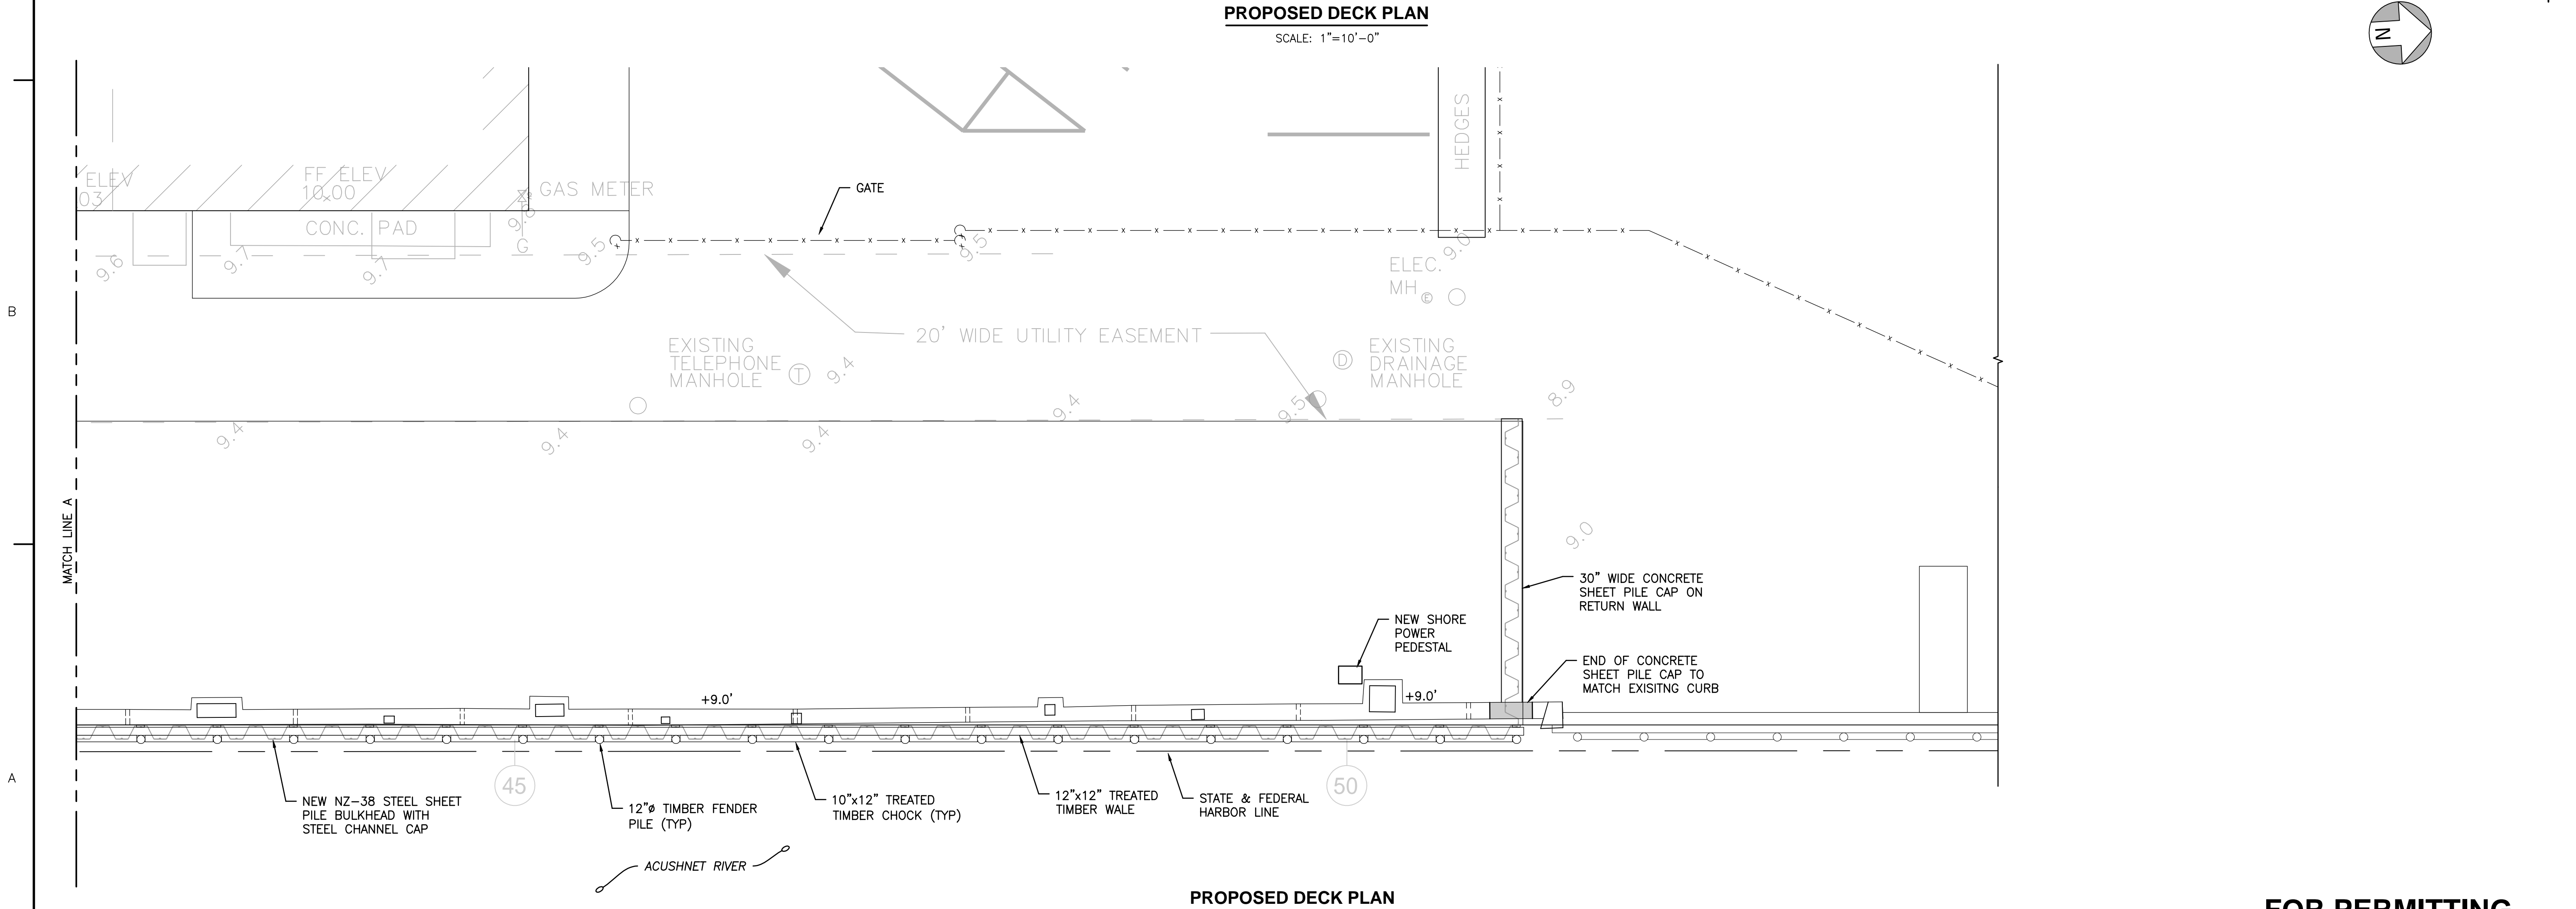 PROPOSED DECK PLAN
SCALE: 1"=10'-0"
N
HEDGES
ELEV
03
FF ELEV
10.00
GAS METER
GATE
CONC. PAD
9.8
G
9.5
9.5
9.0
9.6
9.7
9.7
ELEC.
MH
E
B
20' WIDE UTILITY EASEMENT
EXISTING
TELEPHONE
MANHOLE
T
9.4
D
EXISTING
DRAINAGE
MANHOLE
8.9
9.4
9.5
9.4
9.4
9.4
MATCH LINE A
9.0
30" WIDE CONCRETE
SHEET PILE CAP ON
RETURN WALL
NEW SHORE
POWER
PEDESTAL
END OF CONCRETE
SHEET PILE CAP TO
MATCH EXISITNG CURB
+9.0'
+9.0'
A
45
50
NEW NZ-38 STEEL SHEET
PILE BULKHEAD WITH
STEEL CHANNEL CAP
12"ø TIMBER FENDER
PILE (TYP)
10"x12" TREATED
TIMBER CHOCK (TYP)
12"x12" TREATED
TIMBER WALE
STATE & FEDERAL
HARBOR LINE
ACUSHNET RIVER
PROPOSED DECK PLAN
FOR PERMITTING